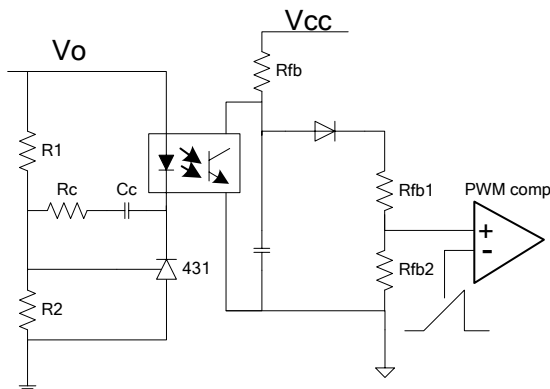 Vcc
Vo
Rfb
R1
Rc
Cc
Rfb1
PWM comp
+
-
431
Rfb2
R2